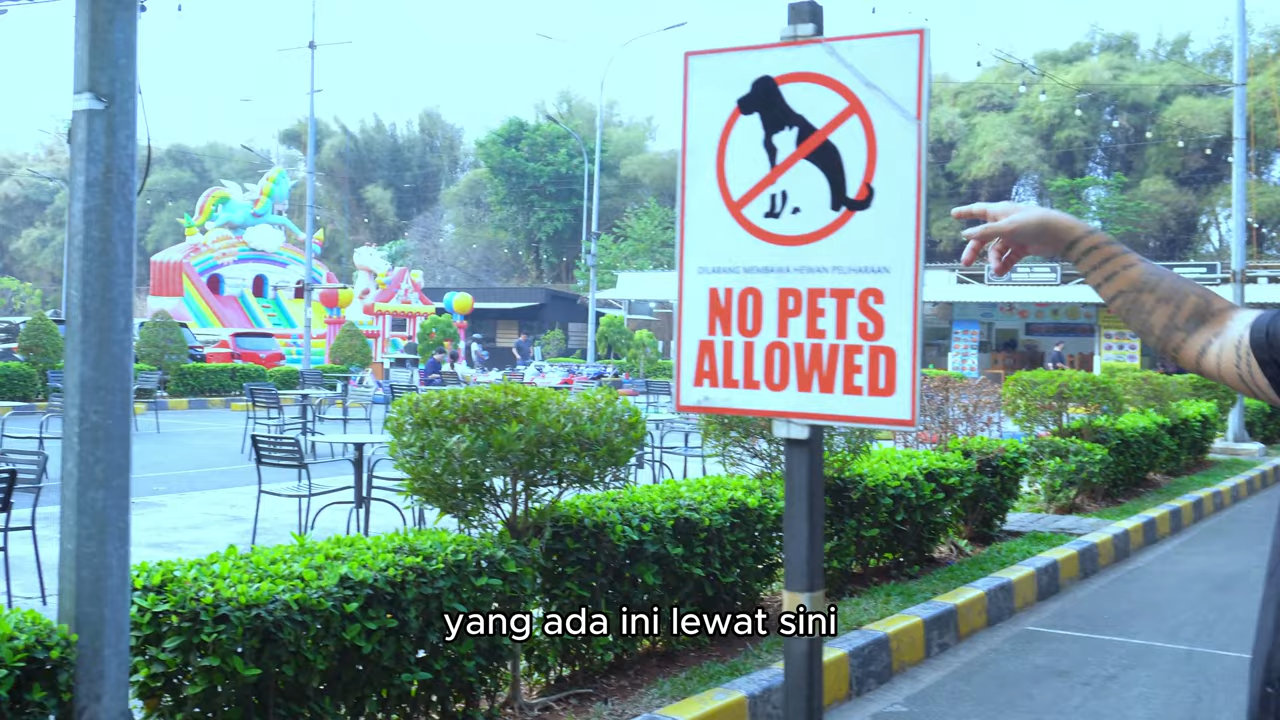 DILARANG MEMBAWA HEWAN PELIHARAAN
NO PETS
ALLOWED
yang ada ini lewat sini